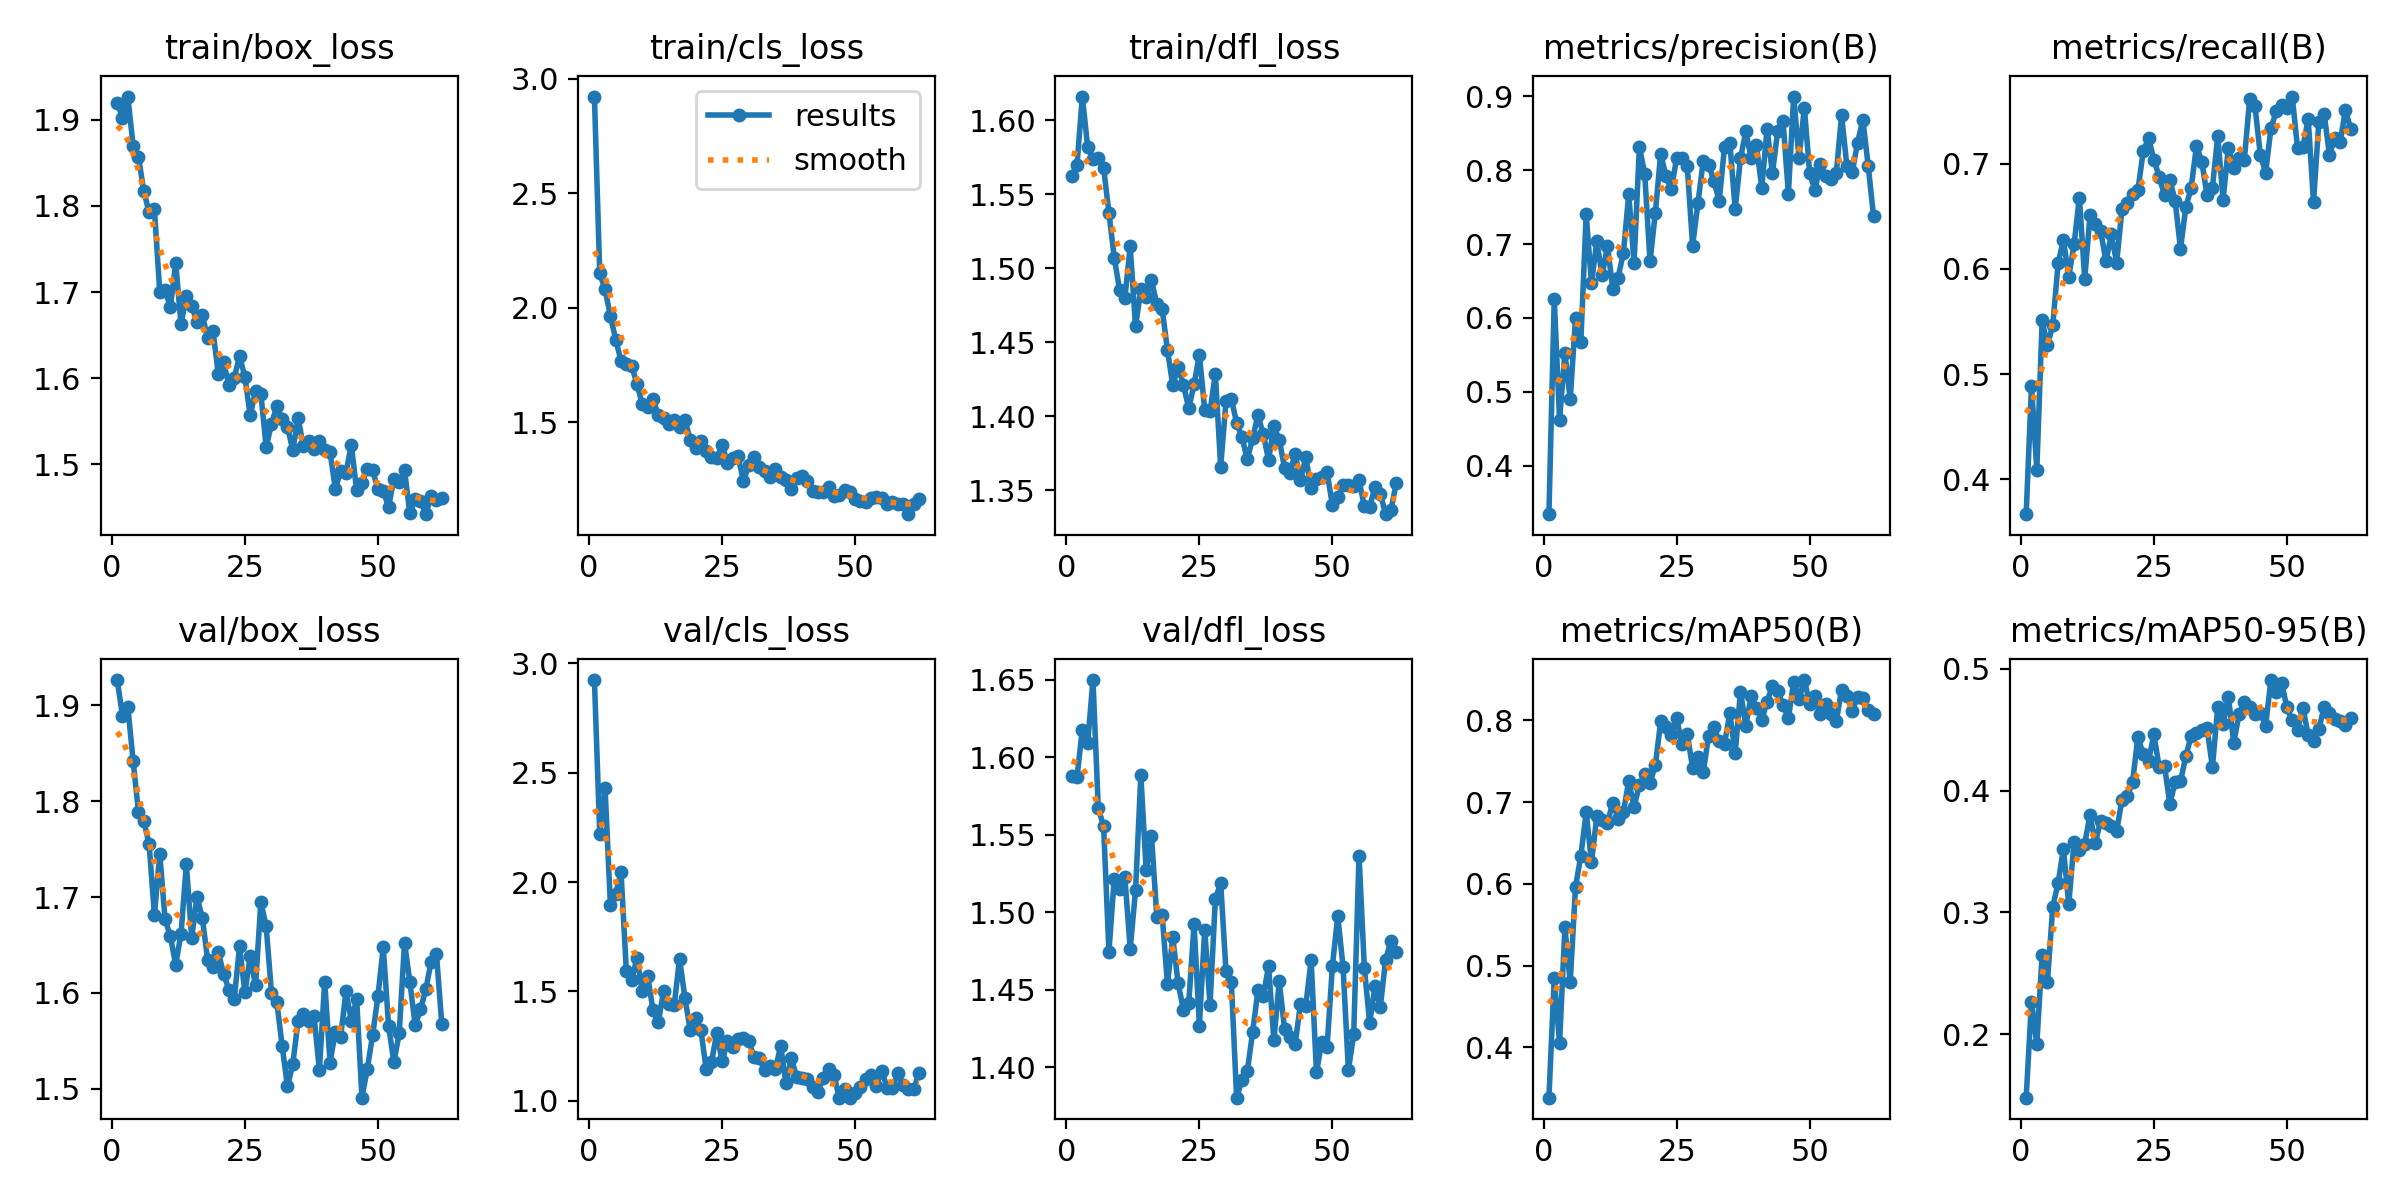 train/box_loss
1.9
1.8
1.7
1.6
1.5
0 25 50
train/cls_loss
3.0
2.5
2.0
1.5
0 25 50
results
smooth
train/dfl_loss
1.60
1.55
1.50
1.45
1.40
1.35
0 25 50
metrics/precision(B)
0.9
0.8
0.7
0.6
0.5
0.4
0 25 50
metrics/recall(B)
0.7
0.6
0.5
0.4
0 25 50
val/box_loss
1.9
1.8
1.7
1.6
1.5
0 25 50
val/cls_loss
3.0
2.5
2.0
1.5
1.0
0 25 50
val/dfl_loss
1.65
1.60
1.55
1.50
1.45
1.40
0 25 50
metrics/mAP50(B)
0.8
0.7
0.6
0.5
0.4
0 25 50
metrics/mAP50-95(B)
0.5
0.4
0.3
0.2
0 25 50